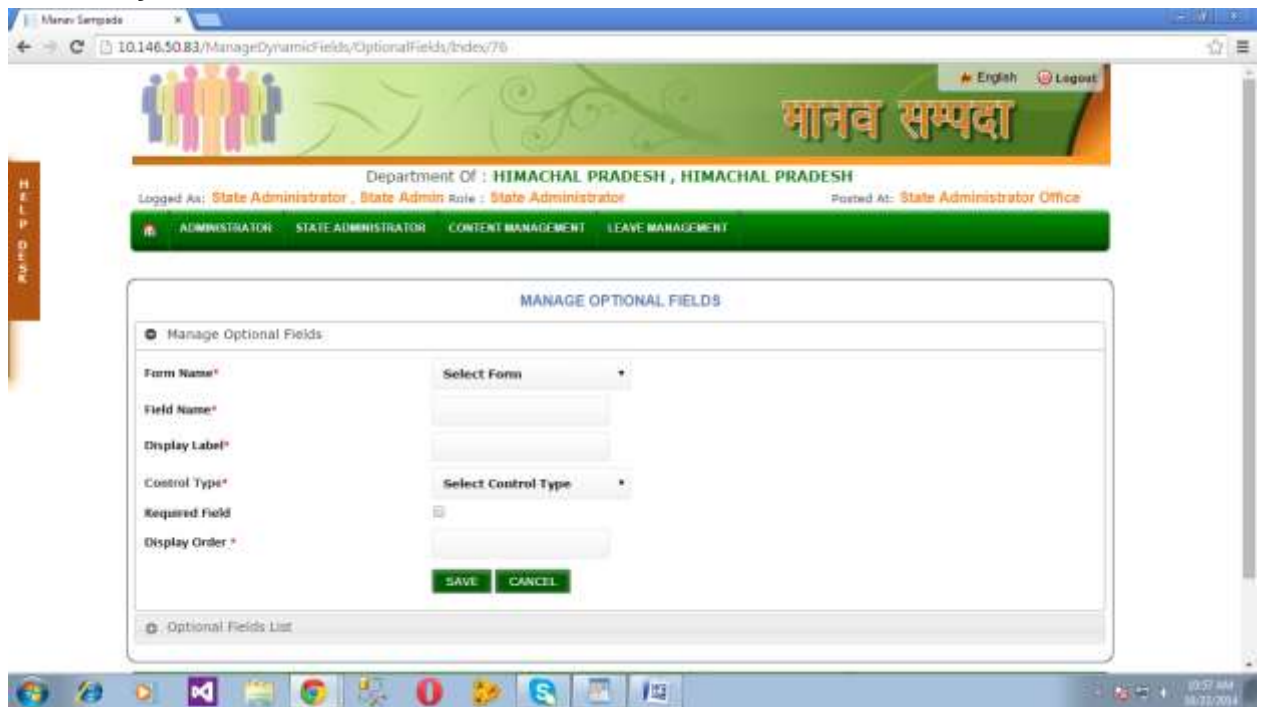 Manav Sampada
10.146.50.83/ManageDynamicFields/OptionalFields/Index/76
English Logout
मानव सम्पदा
Department Of : HIMACHAL PRADESH , HIMACHAL PRADESH
Logged As: State Administrator , State Admin Role : State Administrator Posted At: State Administrator Office
HELP DESK
ADMINISTRATOR STATE ADMINISTRATOR CONTENT MANAGEMENT LEAVE MANAGEMENT
MANAGE OPTIONAL FIELDS
Manage Optional Fields
Form Name* Select Form
Field Name*
Display Label*
Control Type* Select Control Type
Required Field
Display Order *
SAVE CANCEL
Optional Fields List
10:57 AM